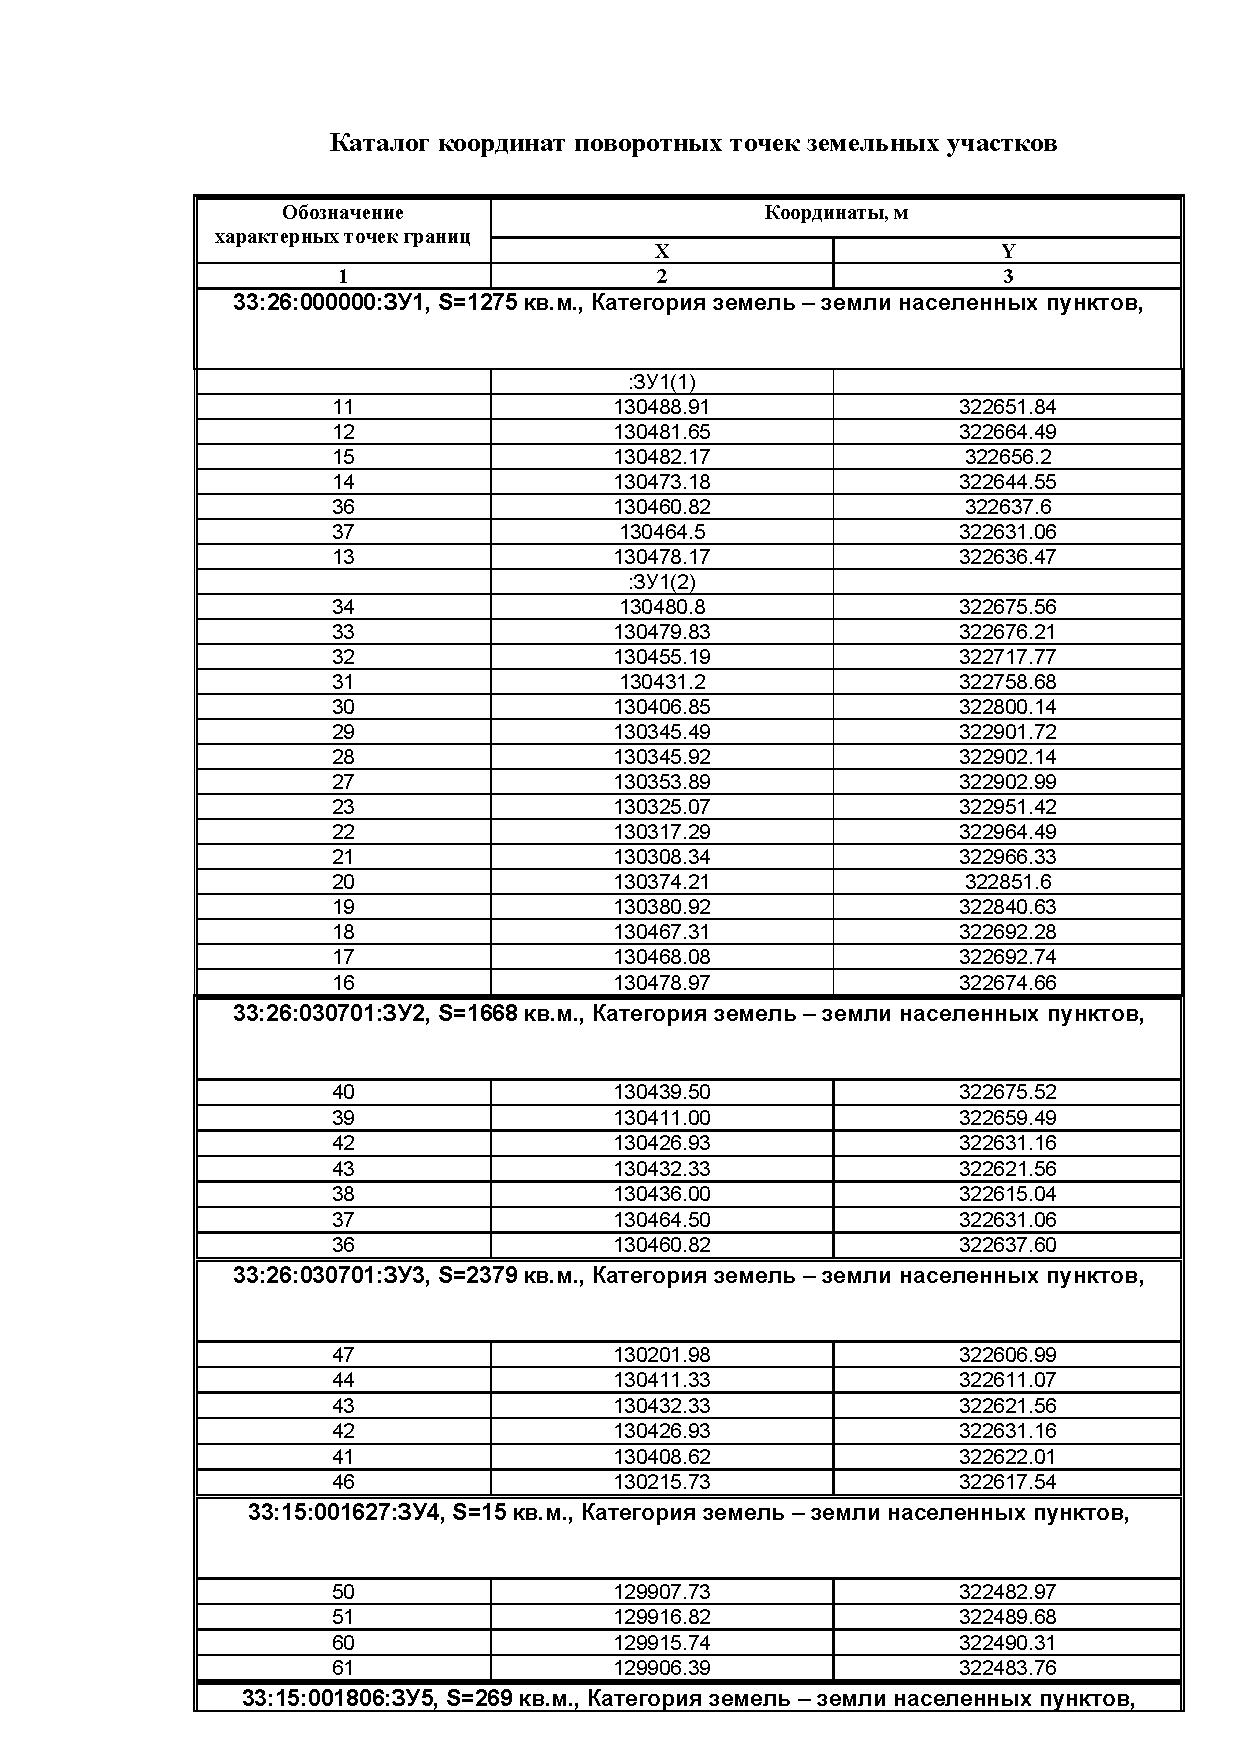 Каталог координат поворотных точек земельных участков
Обозначение характерных точек границ
Координаты, м
X Y
1 2 3
33:26:000000:ЗУ1, S=1275 кв.м., Категория земель – земли населенных пунктов,
:ЗУ1(1)
11 130488.91 322651.84
12 130481.65 322664.49
15 130482.17 322656.2
14 130473.18 322644.55
36 130460.82 322637.6
37 130464.5 322631.06
13 130478.17 322636.47
:ЗУ1(2)
34 130480.8 322675.56
33 130479.83 322676.21
32 130455.19 322717.77
31 130431.2 322758.68
30 130406.85 322800.14
29 130345.49 322901.72
28 130345.92 322902.14
27 130353.89 322902.99
23 130325.07 322951.42
22 130317.29 322964.49
21 130308.34 322966.33
20 130374.21 322851.6
19 130380.92 322840.63
18 130467.31 322692.28
17 130468.08 322692.74
16 130478.97 322674.66
33:26:030701:ЗУ2, S=1668 кв.м., Категория земель – земли населенных пунктов,
40 130439.50 322675.52
39 130411.00 322659.49
42 130426.93 322631.16
43 130432.33 322621.56
38 130436.00 322615.04
37 130464.50 322631.06
36 130460.82 322637.60
33:26:030701:ЗУ3, S=2379 кв.м., Категория земель – земли населенных пунктов,
47 130201.98 322606.99
44 130411.33 322611.07
43 130432.33 322621.56
42 130426.93 322631.16
41 130408.62 322622.01
46 130215.73 322617.54
33:15:001627:ЗУ4, S=15 кв.м., Категория земель – земли населенных пунктов,
50 129907.73 322482.97
51 129916.82 322489.68
60 129915.74 322490.31
61 129906.39 322483.76
33:15:001806:ЗУ5, S=269 кв.м., Категория земель – земли населенных пунктов,